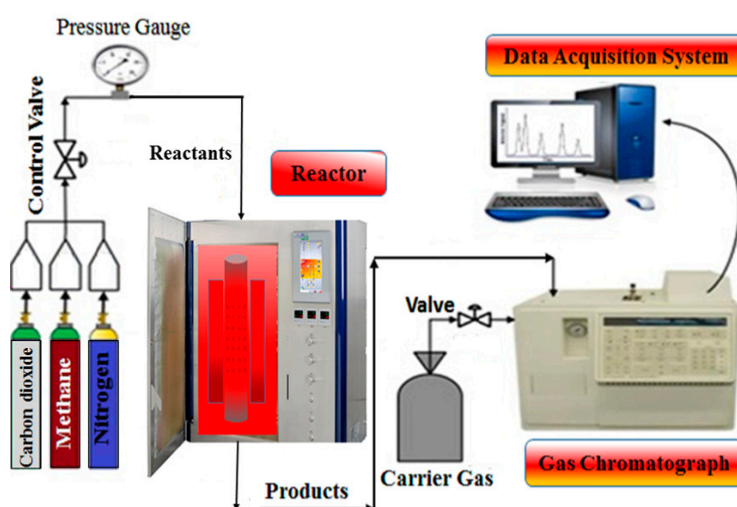 Pressure Gauge
Data Acquisition System
Control Valve
Reactants
Reactor
Valve
Carbon dioxide
Methane
Nitrogen
Carrier Gas
Gas Chromatograph
Products